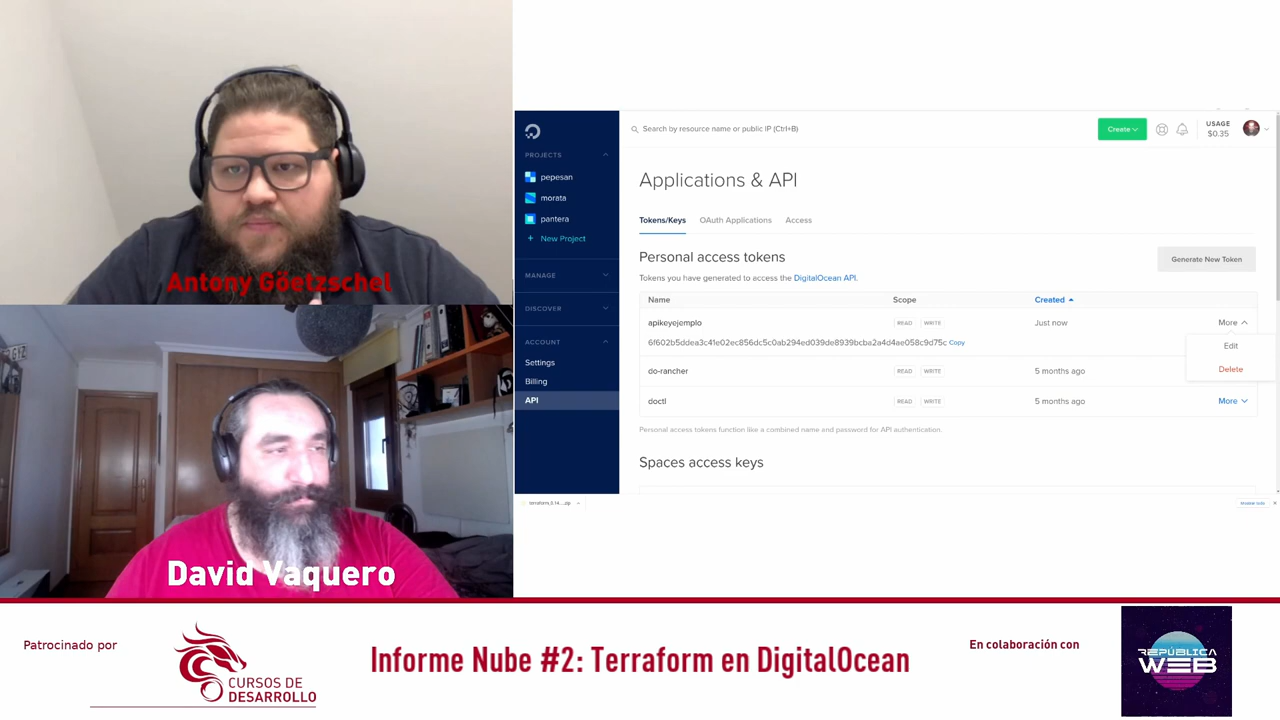 Antony Göetzschel
David Vaquero
Search by resource name or public IP (Ctrl+B)
Create
USAGE
$0.35
PROJECTS
pepesan
morata
pantera
+ New Project
MANAGE
DISCOVER
ACCOUNT
Settings
Billing
API
Applications & API
Tokens/Keys OAuth Applications Access
Personal access tokens
Generate New Token
Tokens you have generated to access the DigitalOcean API.
Name Scope Created
apikeyejemplo READ WRITE Just now More
6f602b5ddea3c41e02ec856dc5c0ab294ed039de8939bcba2a4d4ae058c9d75c Copy
Edit
Delete
do-rancher READ WRITE 5 months ago
doctl READ WRITE 5 months ago More
Personal access tokens function like a combined name and password for API authentication.
Spaces access keys
terraform_0.14....zip
Patrocinado por
CURSOS DE
DESARROLLO
Informe Nube #2: Terraform en DigitalOcean
En colaboración con
REPÚBLICA
WEB